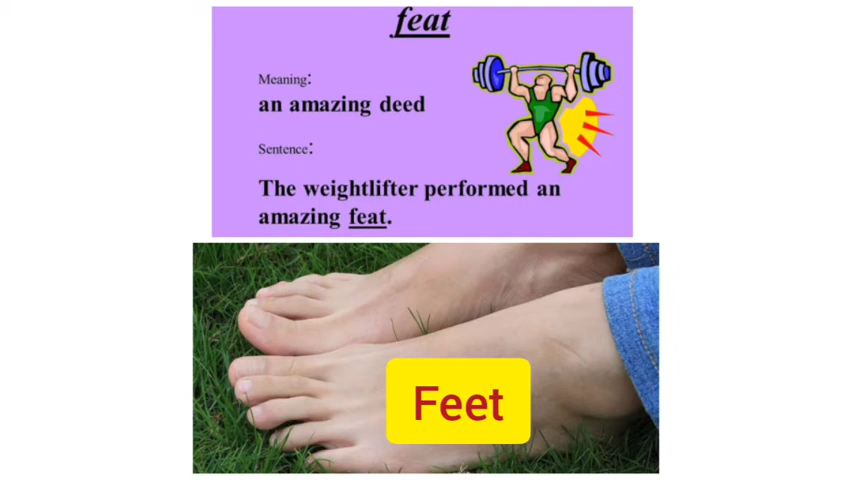 feat
Meaning:
an amazing deed
Sentence:
The weightlifter performed an
amazing feat.
Feet